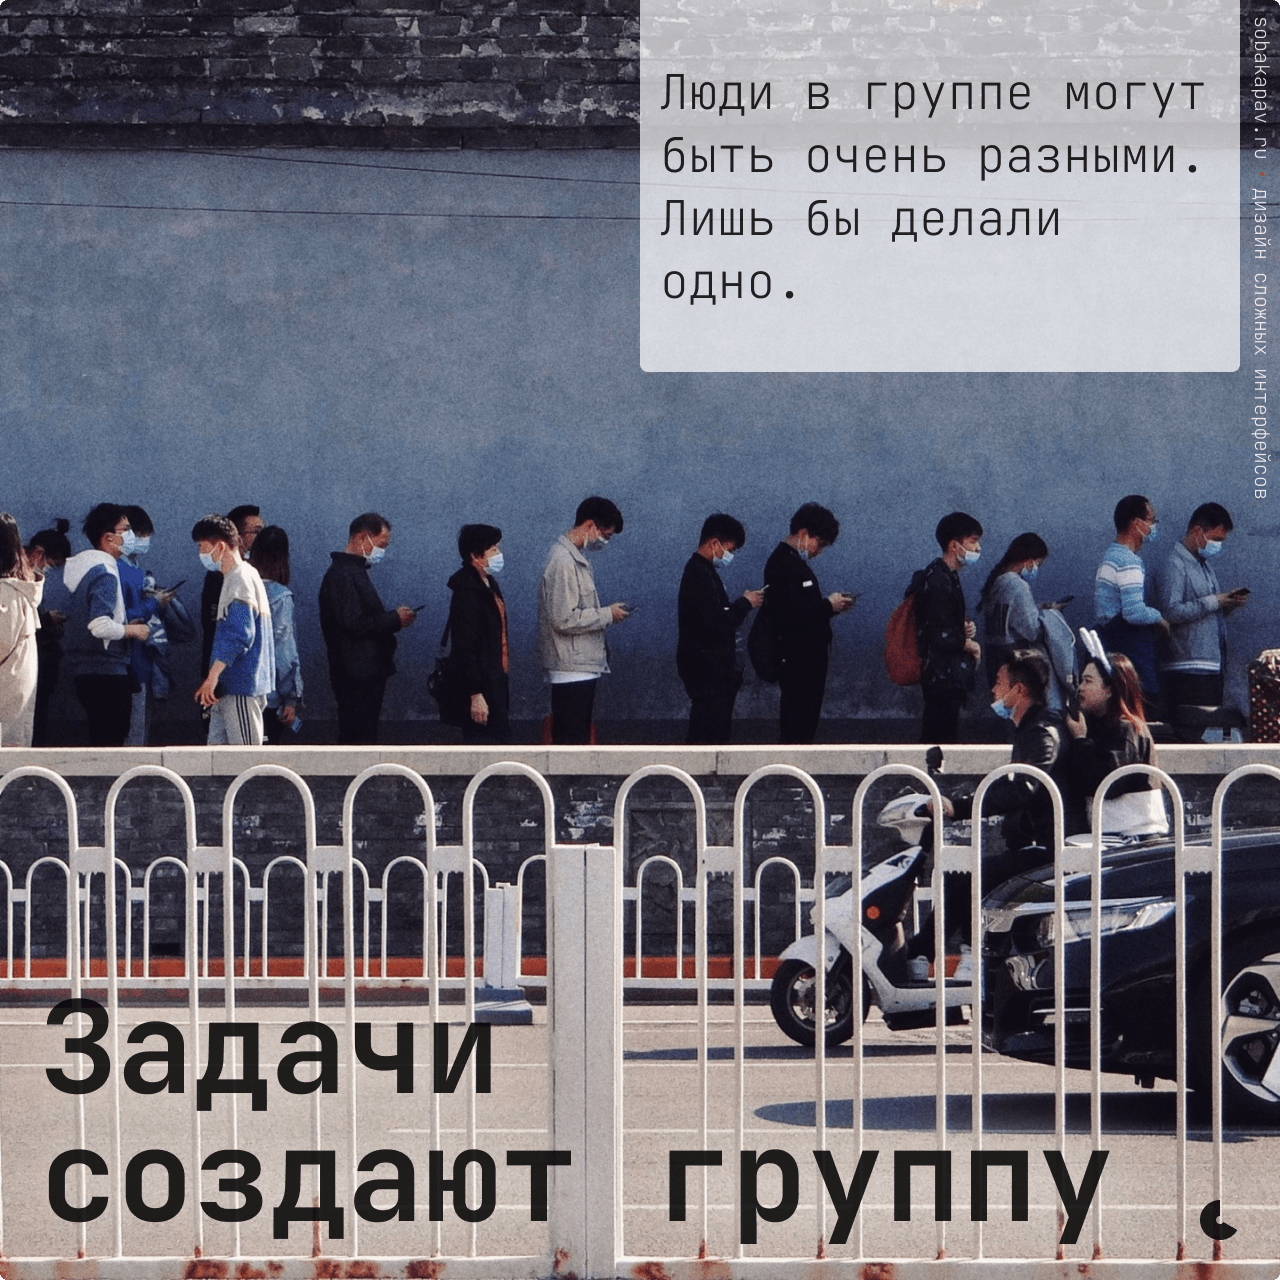 Люди в группе могут
быть очень разными.
Лишь бы делали
одно.
sobakapav.ru • дизайн сложных интерфейсов
Задачи
создают группу